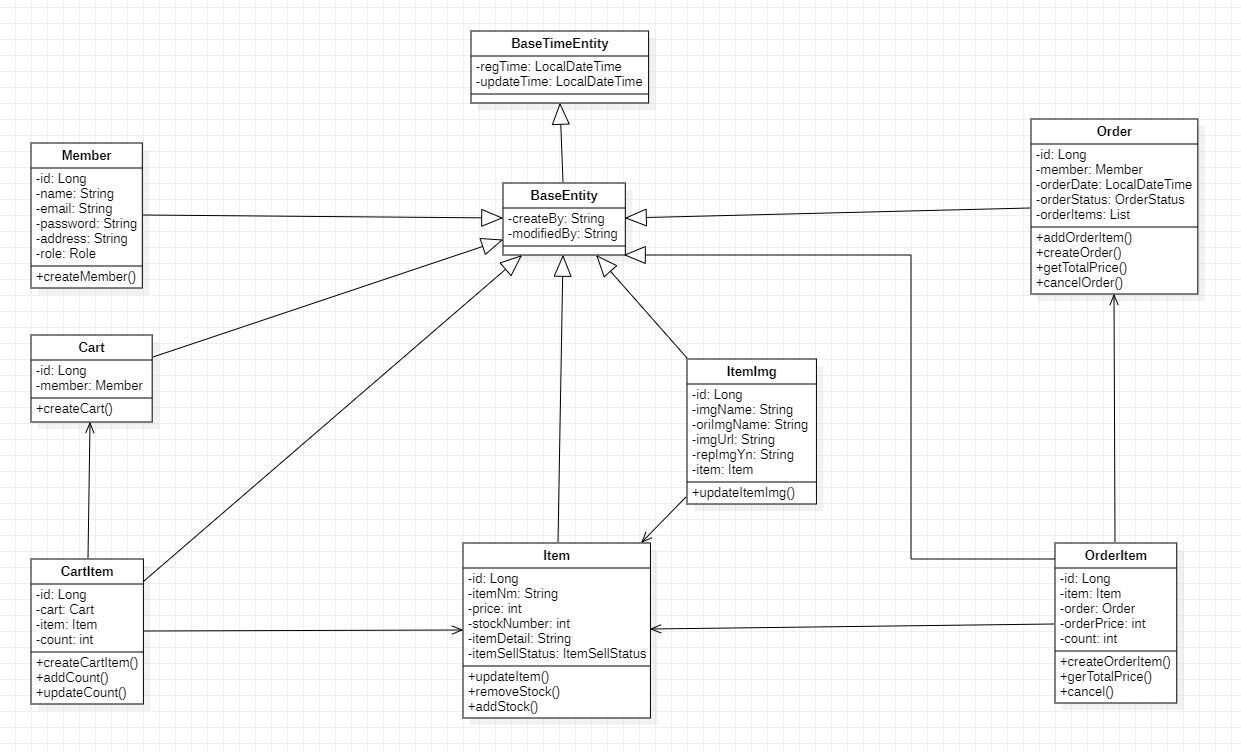 BaseTimeEntity
-regTime: LocalDateTime
-updateTime: LocalDateTime
Member
-id: Long
-name: String
-email: String
-password: String
-address: String
-role: Role
+createMember()
BaseEntity
-createBy: String
-modifiedBy: String
Order
-id: Long
-member: Member
-orderDate: LocalDateTime
-orderStatus: OrderStatus
-orderItems: List
+addOrderItem()
+createOrder()
+getTotalPrice()
+cancelOrder()
Cart
-id: Long
-member: Member
+createCart()
ItemImg
-id: Long
-imgName: String
-oriImgName: String
-imgUrl: String
-repImgYn: String
-item: Item
+updateItemImg()
CartItem
-id: Long
-cart: Cart
-item: Item
-count: int
+createCartItem()
+addCount()
+updateCount()
Item
-id: Long
-itemNm: String
-price: int
-stockNumber: int
-itemDetail: String
-itemSellStatus: ItemSellStatus
+updateItem()
+removeStock()
+addStock()
OrderItem
-id: Long
-item: Item
-order: Order
-orderPrice: int
-count: int
+createOrderItem()
+gerTotalPrice()
+cancel()